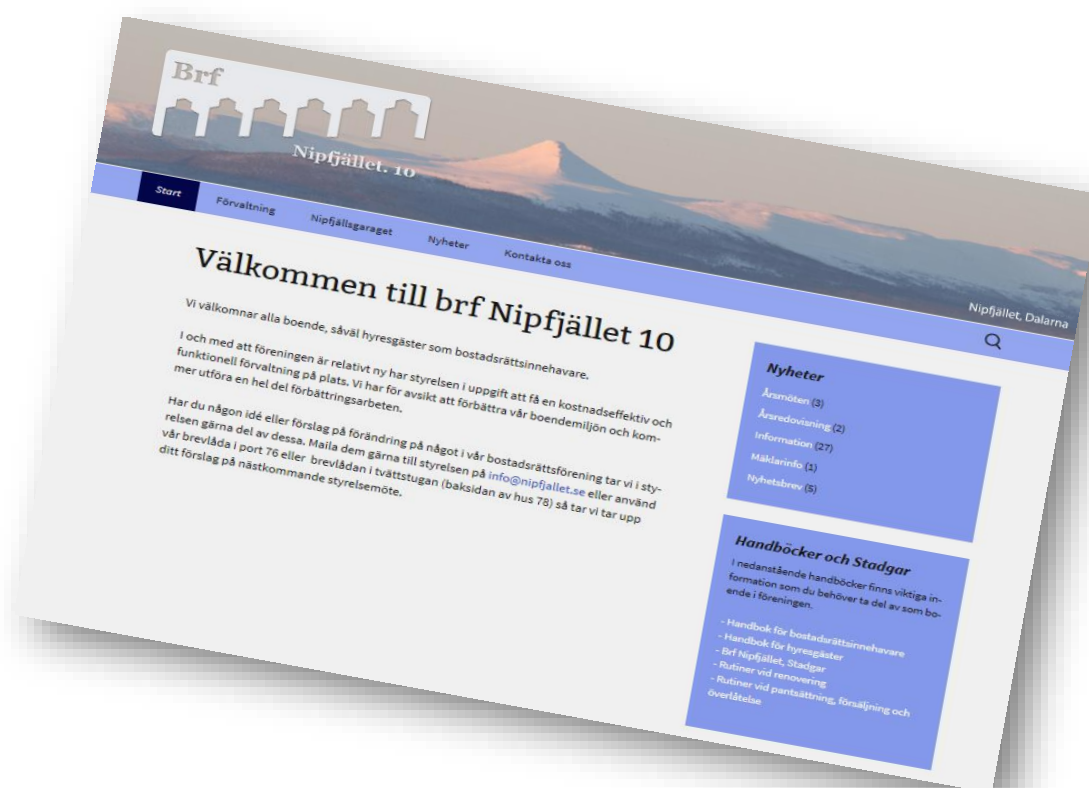 Brf
Nipfjället. 10
Start
Förvaltning
Nipfjällsgaraget
Nyheter
Kontakta oss
Nipfjället, Dalarna
Välkommen till brf Nipfjället 10
Vi välkomnar alla boende, såväl hyresgäster som bostadsrättsinnehavare.
I och med att föreningen är relativt ny har styrelsen i uppgift att få en kostnadseffektiv och
funktionell förvaltning på plats. Vi har för avsikt att förbättra vår boendemiljön och kom-
mer utföra en hel del förbättringsarbeten.
Har du någon idé eller förslag på förändring på något i vår bostadsrättsförening tar vi i sty-
relsen gärna del av dessa. Maila dem gärna till styrelsen på info@nipfjallet.se eller använd
vår brevlåda i port 76 eller brevlådan i tvättstugan (baksidan av hus 78) så tar vi tar upp
ditt förslag på nästkommande styrelsemöte.
Nyheter
Årsmöten (3)
Årsredovisning (2)
Information (27)
Mäklarinfo (1)
Nyhetsbrev (5)
Handböcker och Stadgar
I nedanstående handböcker finns viktiga in-
formation som du behöver ta del av som bo-
ende i föreningen.
- Handbok för bostadsrättsinnehavare
- Handbok för hyresgäster
- Brf Nipfjället, Stadgar
- Rutiner vid renovering
- Rutiner vid pantsättning, försäljning och
överlåtelse